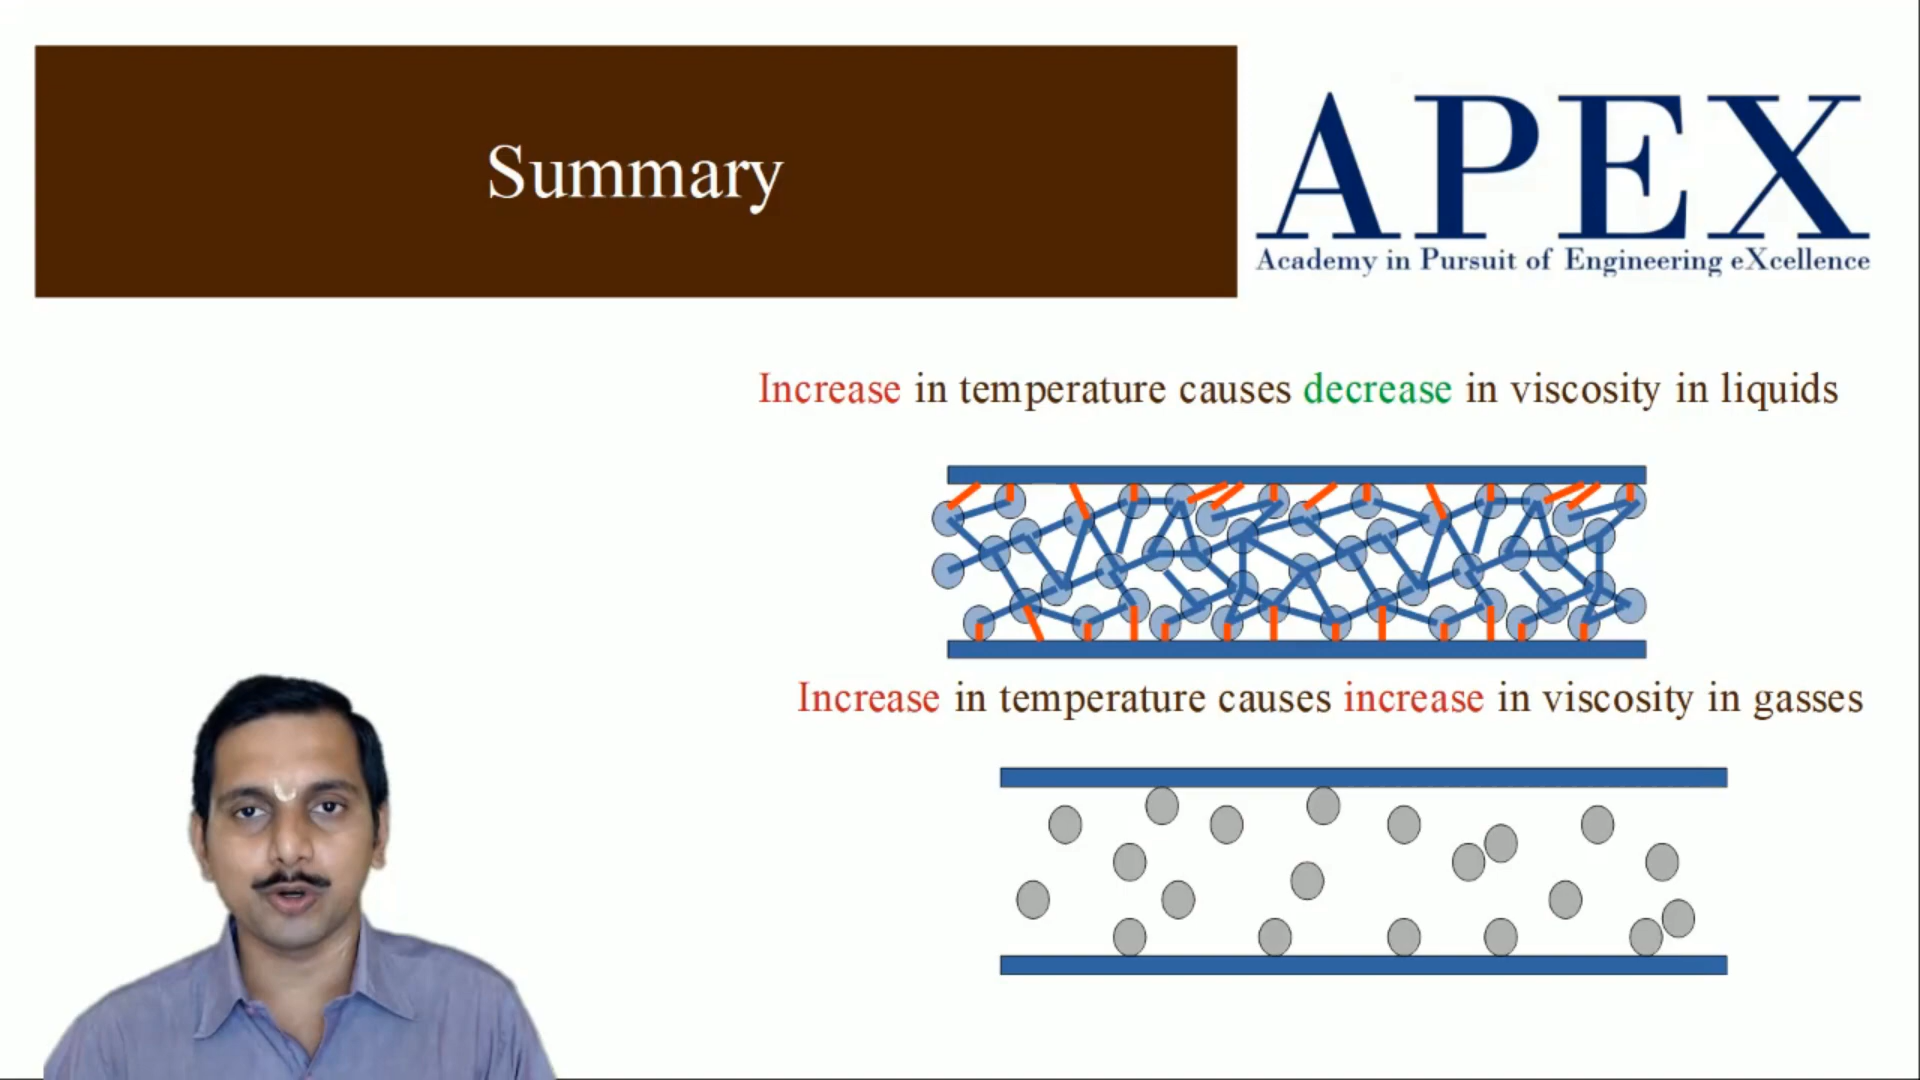 Summary
APEX
Academy in Pursuit of Engineering eXcellence
Increase in temperature causes decrease in viscosity in liquids
Increase in temperature causes increase in viscosity in gasses